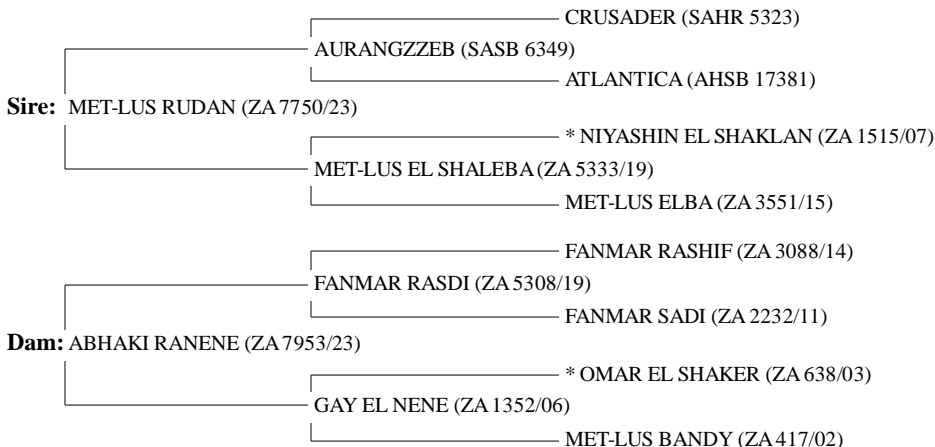 CRUSADER (SAHR 5323)
AURANGZZEB (SASB 6349)
ATLANTICA (AHSB 17381)
Sire: MET-LUS RUDAN (ZA 7750/23)
* NIYASHIN EL SHAKLAN (ZA 1515/07)
MET-LUS EL SHALEBA (ZA 5333/19)
MET-LUS ELBA (ZA 3551/15)
FANMAR RASHIF (ZA 3088/14)
FANMAR RASDI (ZA 5308/19)
FANMAR SADI (ZA 2232/11)
Dam: ABHAKI RANENE (ZA 7953/23)
* OMAR EL SHAKER (ZA 638/03)
GAY EL NENE (ZA 1352/06)
MET-LUS BANDY (ZA 417/02)